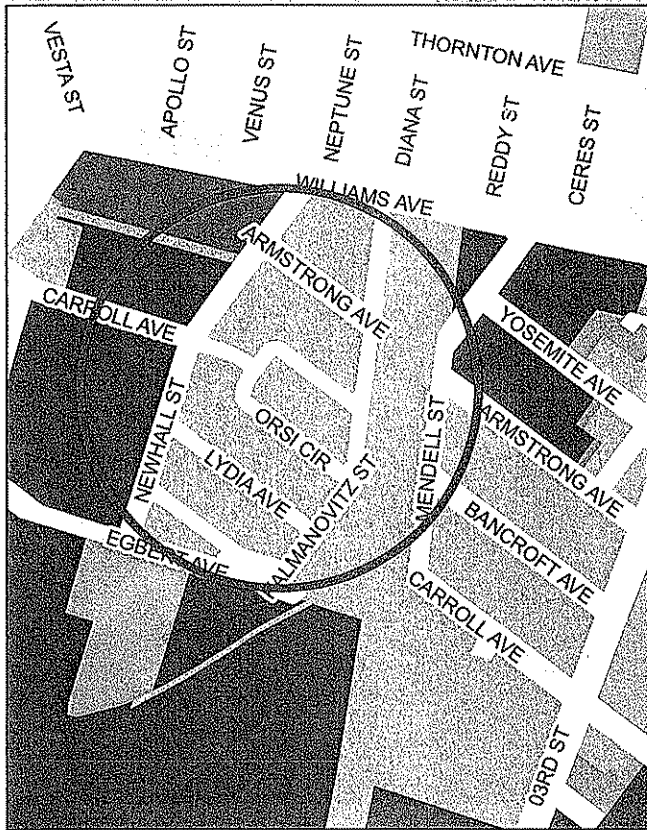 VESTA ST
APOLLO ST
VENUS ST
NEPTUNE ST
DIANA ST
THORNTON AVE
REDDY ST
CERES ST
WILLIAMS AVE
ARMSTRONG AVE
CARROLL AVE
YOSEMITE AVE
ORSI CIR
NEWHALL ST
LYDIA AVE
MENDELL ST
ARMSTRONG AVE
BANCROFT AVE
EGBERT AVE
KALMANOVITZ ST
CARROLL AVE
03RD ST